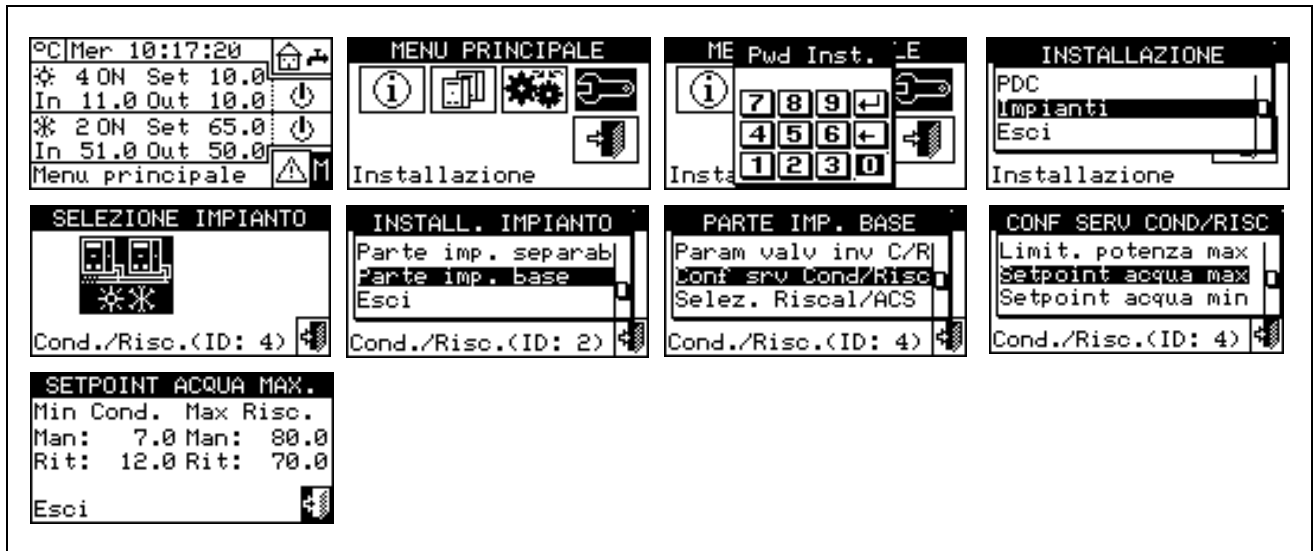 °C Mer 10:17:20
4 ON Set 10.0
In 11.0 Out 10.0
2 ON Set 65.0
In 51.0 Out 50.0
Menu principale M
MENU PRINCIPALE
i
Installazione
ME Pwd Inst. LE
i
7 8 9
4 5 6
1 2 3 0
Insta
INSTALLAZIONE
PDC
Impianti
Esci
Installazione
SELEZIONE IMPIANTO
Cond./Risc.(ID: 4)
INSTALL. IMPIANTO
Parte imp. separab
Parte imp. base
Esci
Cond./Risc.(ID: 2)
PARTE IMP. BASE
Param valv inv C/R
Conf srv Cond/Risc
Selez. Riscal/ACS
Cond./Risc.(ID: 4)
CONF SERV COND/RISC
Limit. potenza max
Setpoint acqua max
Setpoint acqua min
Cond./Risc.(ID: 4)
SETPOINT ACQUA MAX.
Min Cond. Max Risc.
Man: 7.0 Man: 80.0
Rit: 12.0 Rit: 70.0
Esci